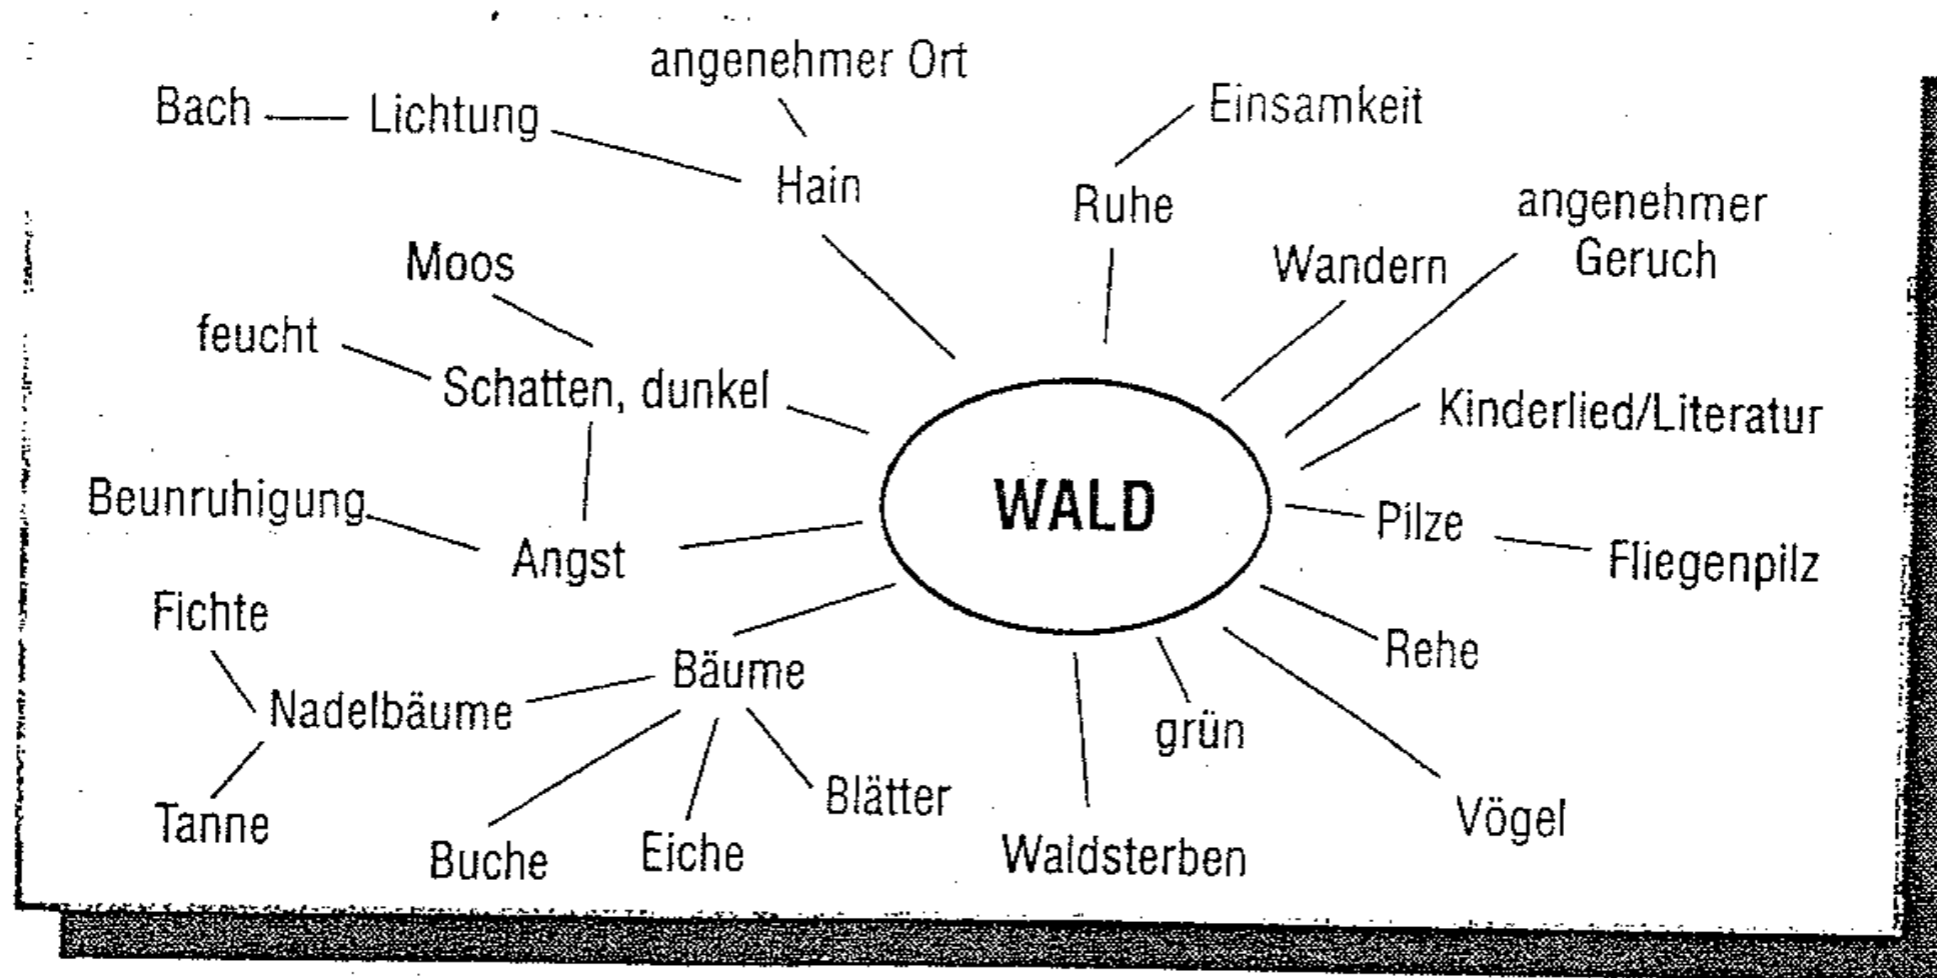 angenehmer Ort
Bach
Lichtung
Einsamkeit
Hain
Ruhe
angenehmer
Geruch
Moos
Wandern
feucht
Schatten, dunkel
Kinderlied/Literatur
WALD
Beunruhigung
Pilze
Angst
Fliegenpilz
Fichte
Rehe
Bäume
Nadelbäume
grün
Blätter
Tanne
Vögel
Buche
Eiche
Waldsterben